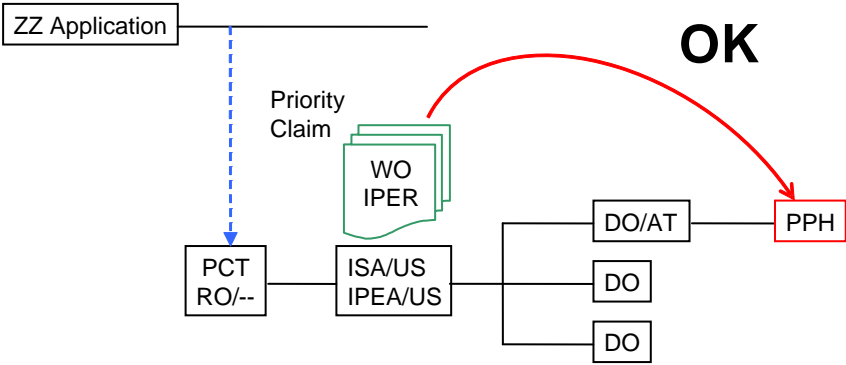 ZZ Application
OK
Priority
Claim
WO
IPER
DO/AT
PPH
PCT
RO/--
ISA/US
IPEA/US
DO
DO